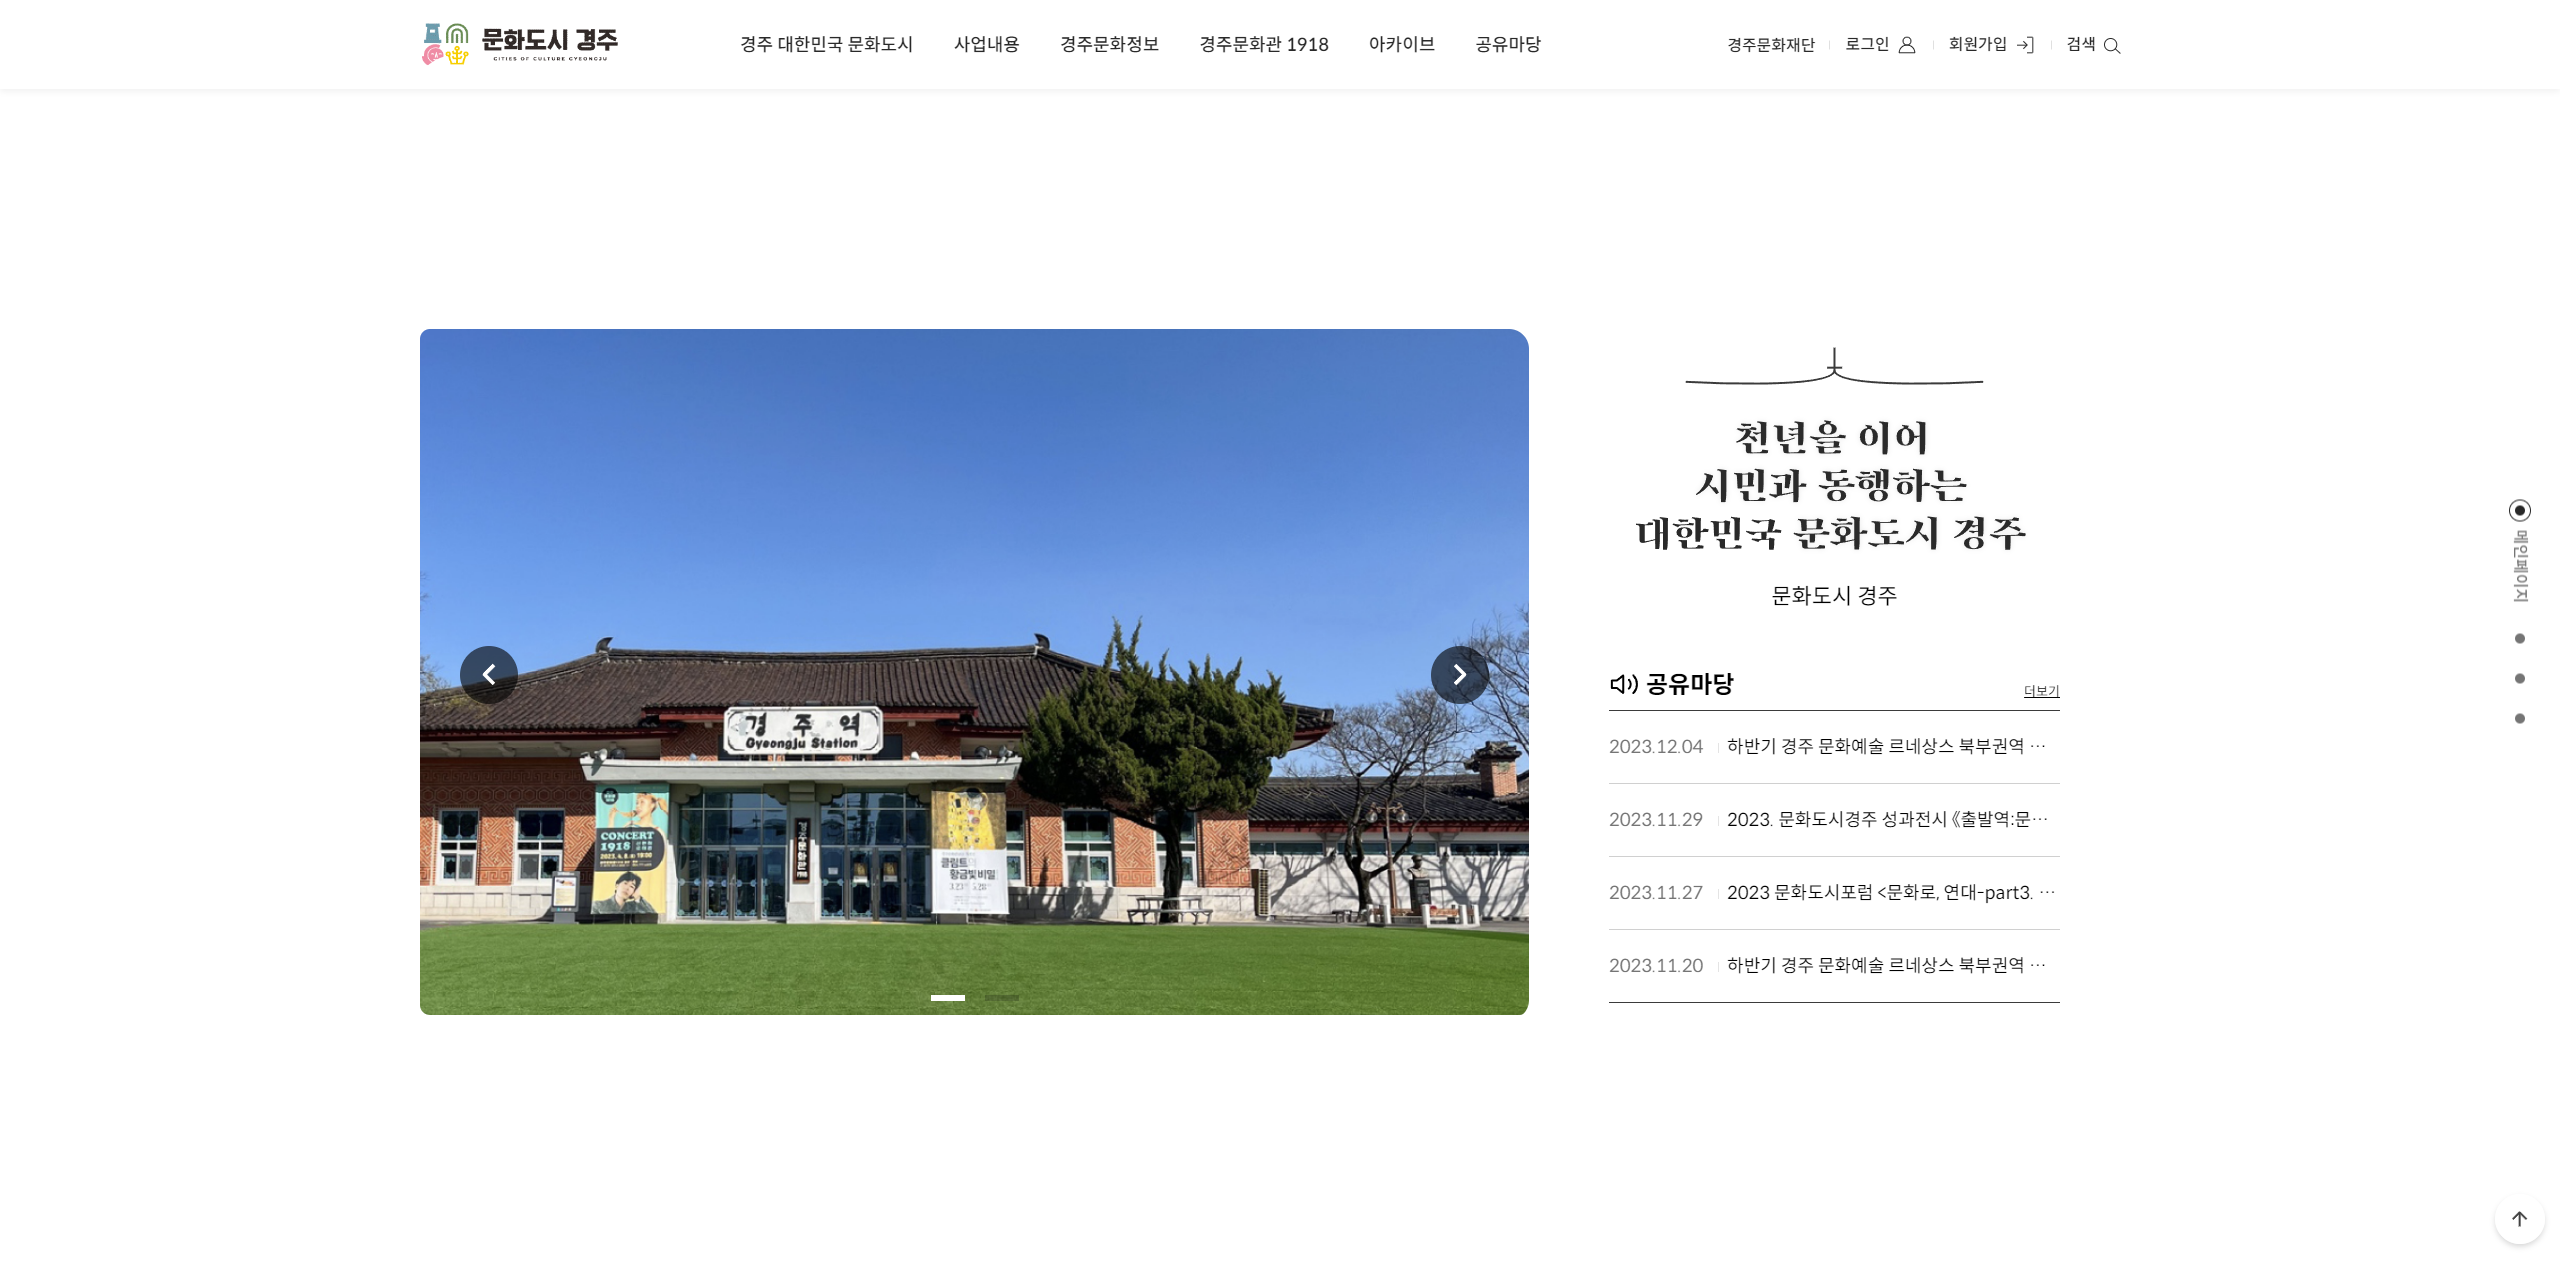 문화도시 경주
CITIES OF CULTURE GYEONGJU
경주 대한민국 문화도시
사업내용
경주문화정보
경주문화관 1918
아카이브
공유마당
경주문화재단
로그인
회원가입
검색
천년을 이어
시민과 동행하는
대한민국 문화도시 경주
문화도시 경주
경주역
Gyeongju Station
경주문화관 1918
CONCERT
1918
클림트의
황금빛 비밀
공유마당
더보기
2023.12.04 하반기 경주 문화예술 르네상스 북부권역 …
2023.11.29 2023. 문화도시경주 성과전시 《출발역:문…
2023.11.27 2023 문화도시포럼 <문화로, 연대-part3. …
2023.11.20 하반기 경주 문화예술 르네상스 북부권역 …
메인페이지